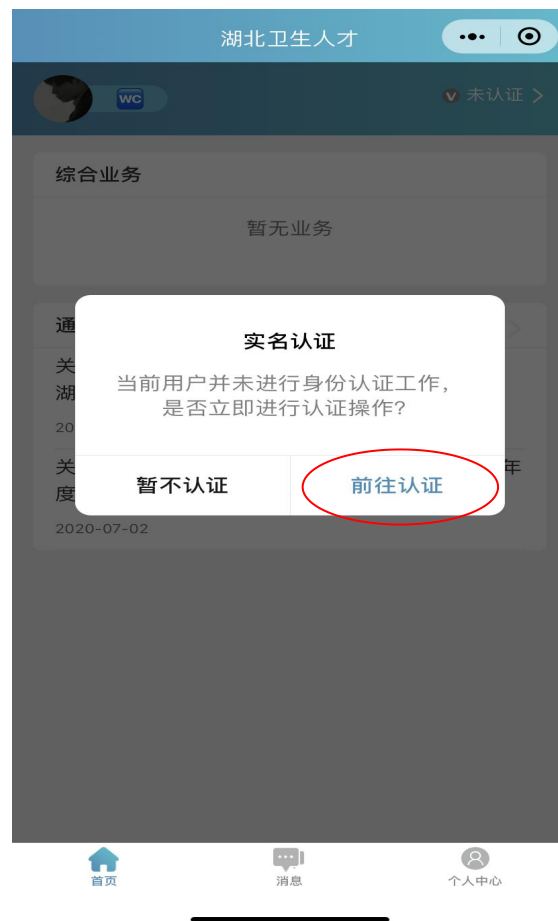 湖北卫生人才
WC
V 未认证
综合业务
暂无业务
通
关
湖
20
实名认证
当前用户并未进行身份认证工作，
是否立即进行认证操作？
暂不认证
前往认证
关
年
度
2020-07-02
首页
消息
个人中心